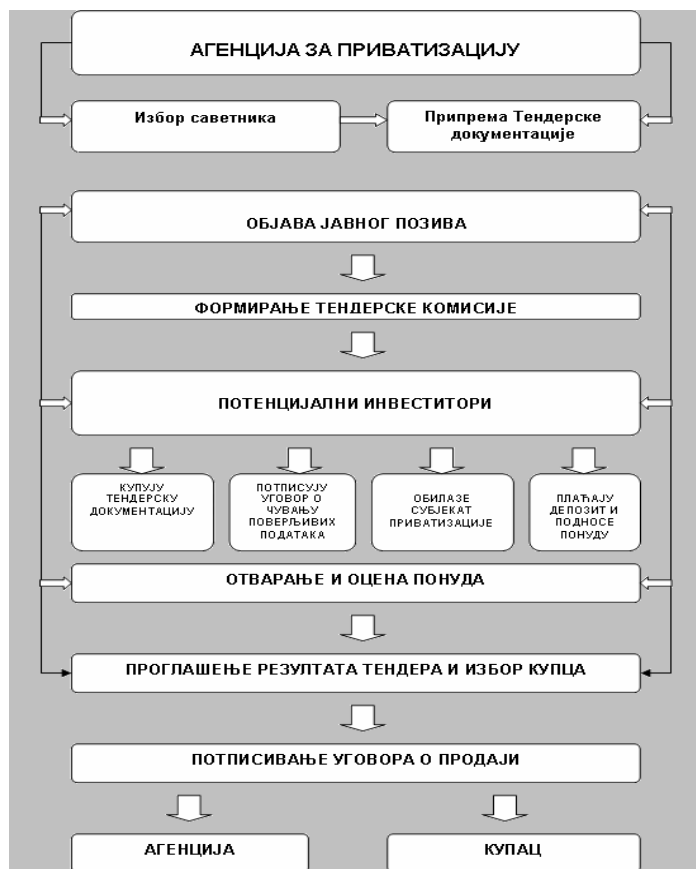 АГЕНЦИЈА ЗА ПРИВАТИЗАЦИЈУ
Избор саветника
Припрема Тендерске
документације
ОБЈАВА ЈАВНОГ ПОЗИВА
ФОРМИРАЊЕ ТЕНДЕРСКЕ КОМИСИЈЕ
ПОТЕНЦИЈАЛНИ ИНВЕСТИТОРИ
КУПУЈУ
ТЕНДЕРСКУ
ДОКУМЕНТАЦИЈУ
ПОТПИСУЈУ
УГОВОР О
ЧУВАЊУ
ПОВЕРЉИВИХ
ПОДАТАКА
ОБИЛАЗЕ
СУБЈЕКАТ
ПРИВАТИЗАЦИЈЕ
ПЛАЋАЈУ
ДЕПОЗИТ И
ПОДНОСЕ
ПОНУДУ
ОТВАРАЊЕ И ОЦЕНА ПОНУДА
ПРОГЛАШЕЊЕ РЕЗУЛТАТА ТЕНДЕРА И ИЗБОР КУПЦА
ПОТПИСИВАЊЕ УГОВОРА О ПРОДАЈИ
АГЕНЦИЈА
КУПАЦ